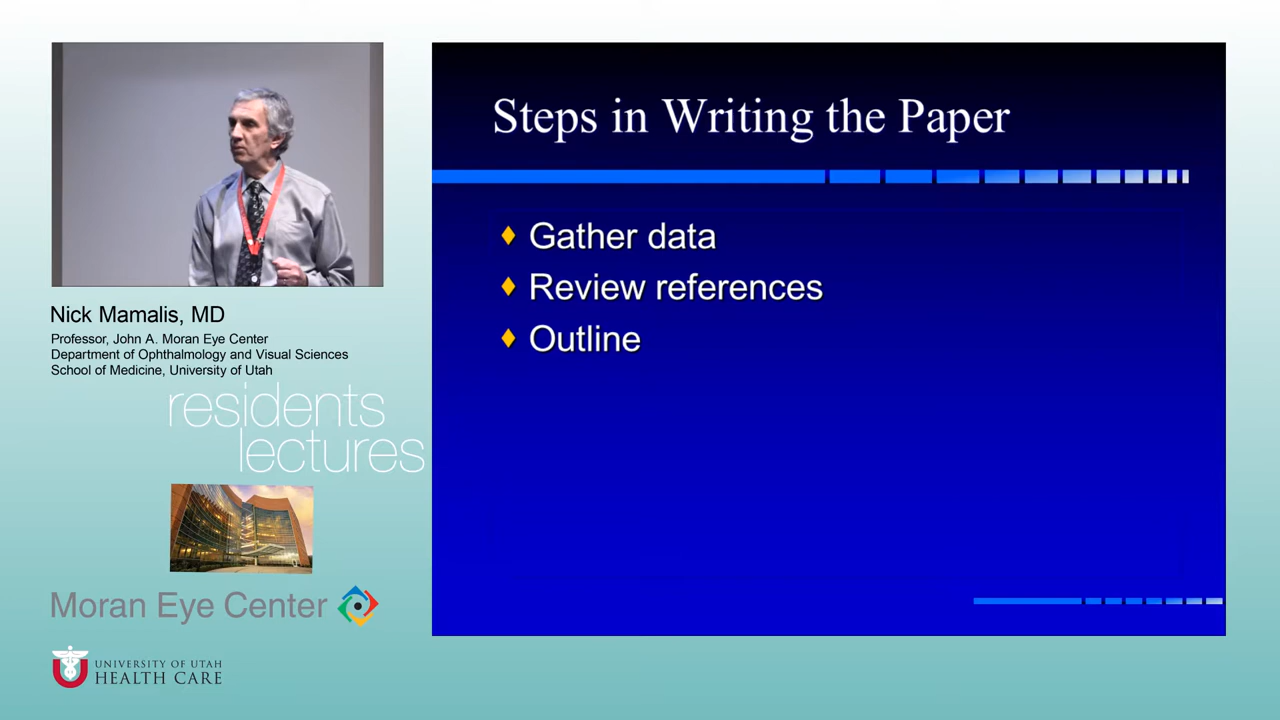 Steps in Writing the Paper
Gather data
Review references
Outline
Nick Mamalis, MD
Professor, John A. Moran Eye Center
Department of Ophthalmology and Visual Sciences
School of Medicine, University of Utah
residents
lectures
Moran Eye Center
UNIVERSITY OF UTAH
HEALTH CARE